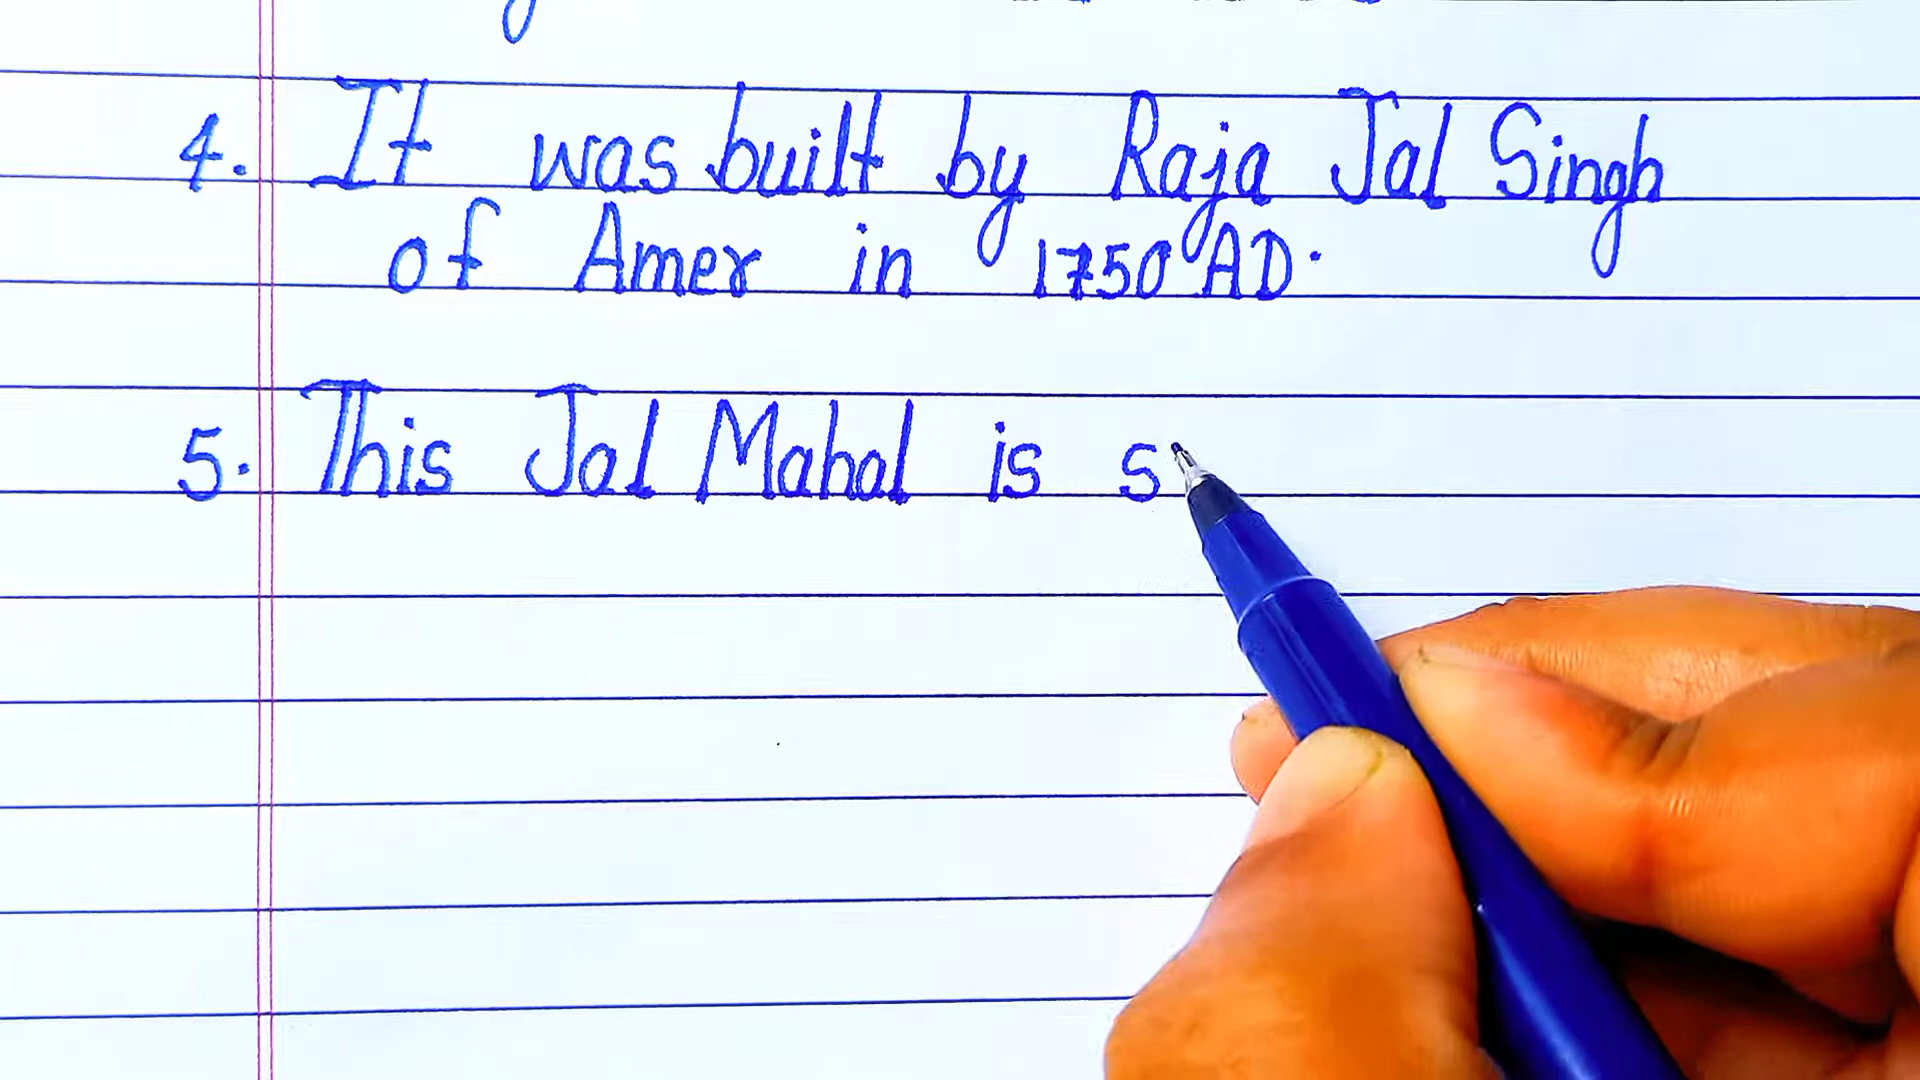 4. It was built by Raja Jal Singh
of Amer in 1750 AD.
5. This Jal Mahal is s